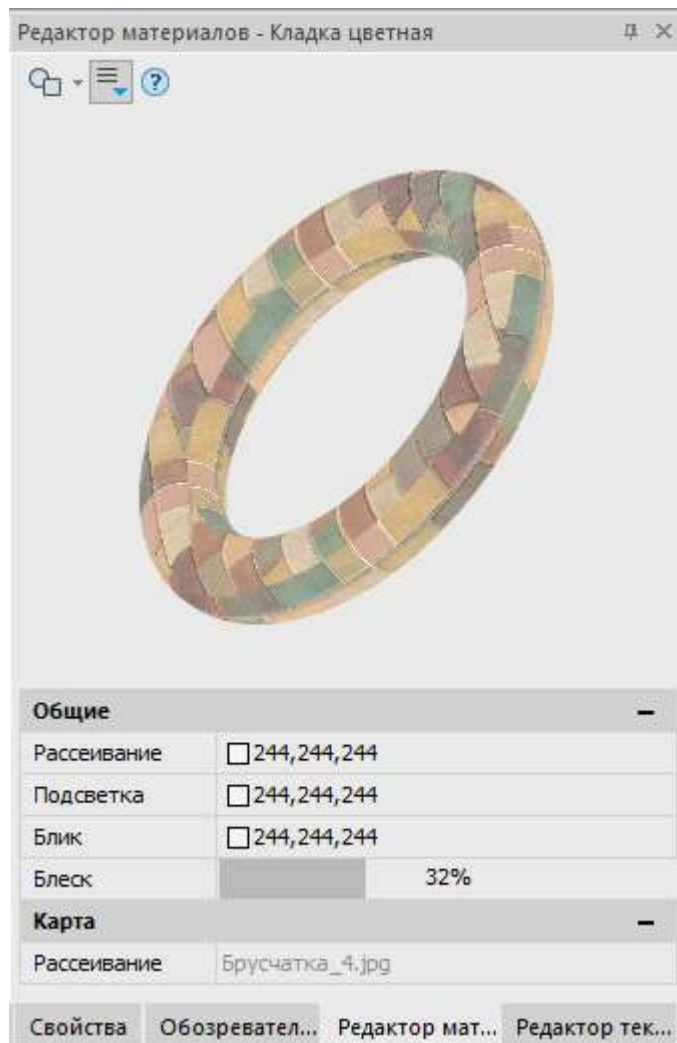 Редактор материалов - Кладка цветная
?
Общие
Рассеивание 244,244,244
Подсветка 244,244,244
Блик 244,244,244
Блеск 32%
Карта
Рассеивание Брусчатка_4.jpg
Свойства Обозревател... Редактор мат... Редактор тек...